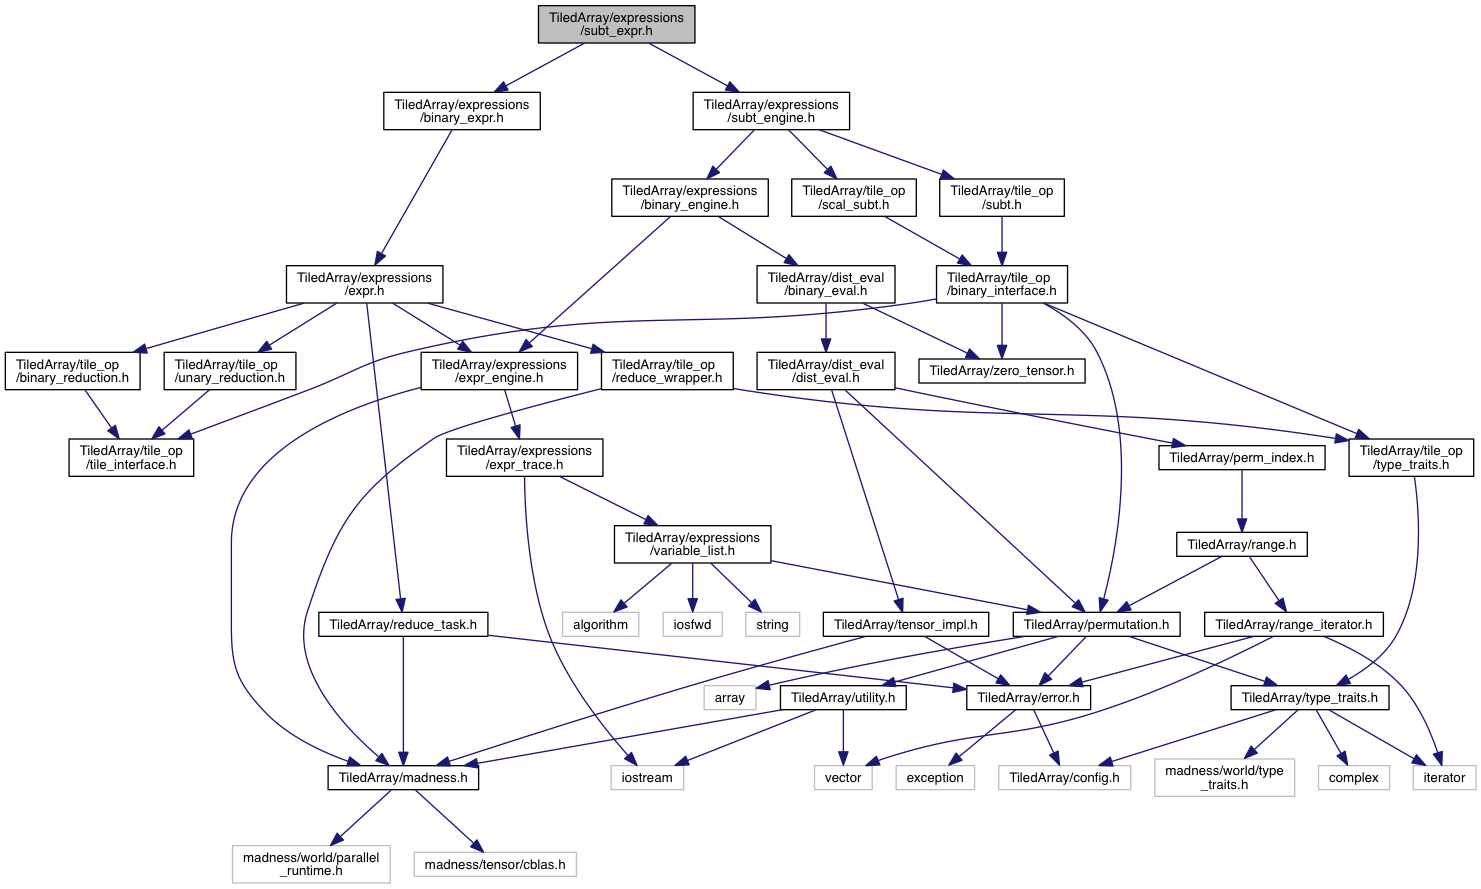 TiledArray/expressions
/subt_expr.h
TiledArray/expressions
/binary_expr.h
TiledArray/expressions
/subt_engine.h
TiledArray/expressions
/binary_engine.h
TiledArray/tile_op
/scal_subt.h
TiledArray/tile_op
/subt.h
TiledArray/expressions
/expr.h
TiledArray/dist_eval
/binary_eval.h
TiledArray/tile_op
/binary_interface.h
TiledArray/tile_op
/binary_reduction.h
TiledArray/tile_op
/unary_reduction.h
TiledArray/expressions
/expr_engine.h
TiledArray/tile_op
/reduce_wrapper.h
TiledArray/dist_eval
/dist_eval.h
TiledArray/zero_tensor.h
TiledArray/tile_op
/tile_interface.h
TiledArray/expressions
/expr_trace.h
TiledArray/perm_index.h
TiledArray/tile_op
/type_traits.h
TiledArray/expressions
/variable_list.h
TiledArray/range.h
TiledArray/reduce_task.h
algorithm
iosfwd
string
TiledArray/tensor_impl.h
TiledArray/permutation.h
TiledArray/range_iterator.h
array
TiledArray/utility.h
TiledArray/error.h
TiledArray/type_traits.h
TiledArray/madness.h
iostream
vector
exception
TiledArray/config.h
madness/world/type
_traits.h
complex
iterator
madness/world/parallel
_runtime.h
madness/tensor/cblas.h